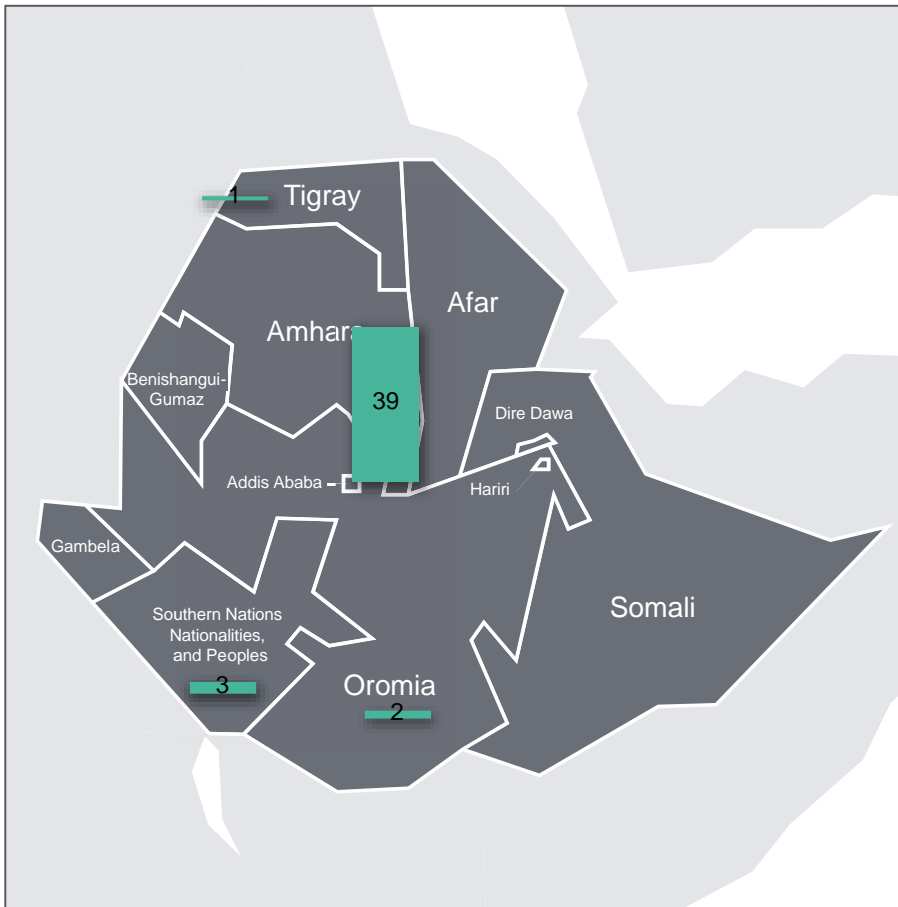 1
Tigray
Afar
Amhara
Benishangui-
Gumaz
39
Dire Dawa
Addis Ababa
Hariri
Gambela
Somali
Southern Nations
Nationalities,
and Peoples
3
Oromia
2